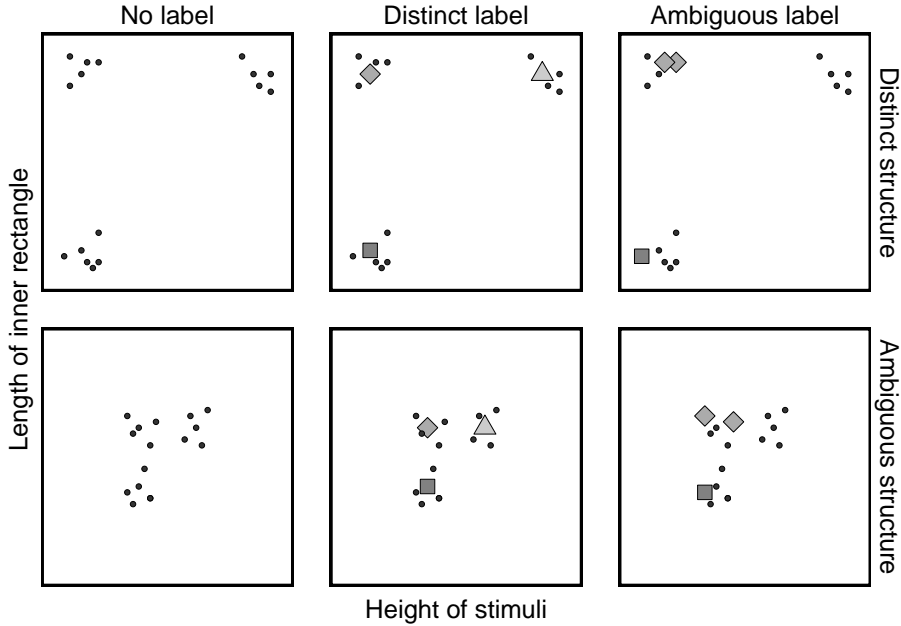 No label
Distinct label
Ambiguous label
Distinct structure
Length of inner rectangle
Ambiguous structure
Height of stimuli